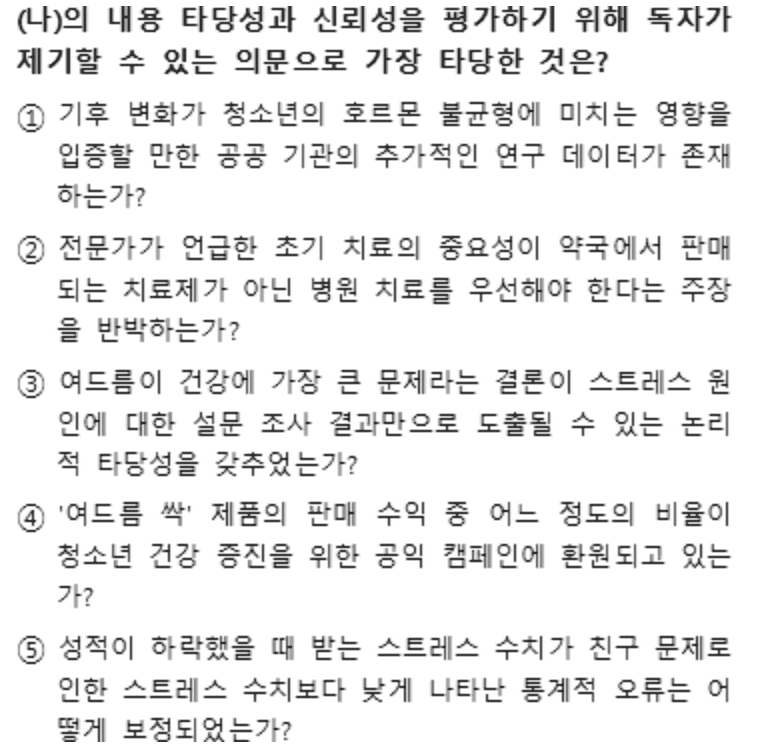 (나)의 내용 타당성과 신뢰성을 평가하기 위해 독자가
제기할 수 있는 의문으로 가장 타당한 것은?
① 기후 변화가 청소년의 호르몬 불균형에 미치는 영향을
입증할 만한 공공 기관의 추가적인 연구 데이터가 존재
하는가?
② 전문가가 언급한 초기 치료의 중요성이 약국에서 판매
되는 치료제가 아닌 병원 치료를 우선해야 한다는 주장
을 반박하는가?
③ 여드름이 건강에 가장 큰 문제라는 결론이 스트레스 원
인에 대한 설문 조사 결과만으로 도출될 수 있는 논리
적 타당성을 갖추었는가?
④ '여드름 싹' 제품의 판매 수익 중 어느 정도의 비율이
청소년 건강 증진을 위한 공익 캠페인에 환원되고 있는
가?
⑤ 성적이 하락했을 때 받는 스트레스 수치가 친구 문제로
인한 스트레스 수치보다 낮게 나타난 통계적 오류는 어
떻게 보정되었는가?